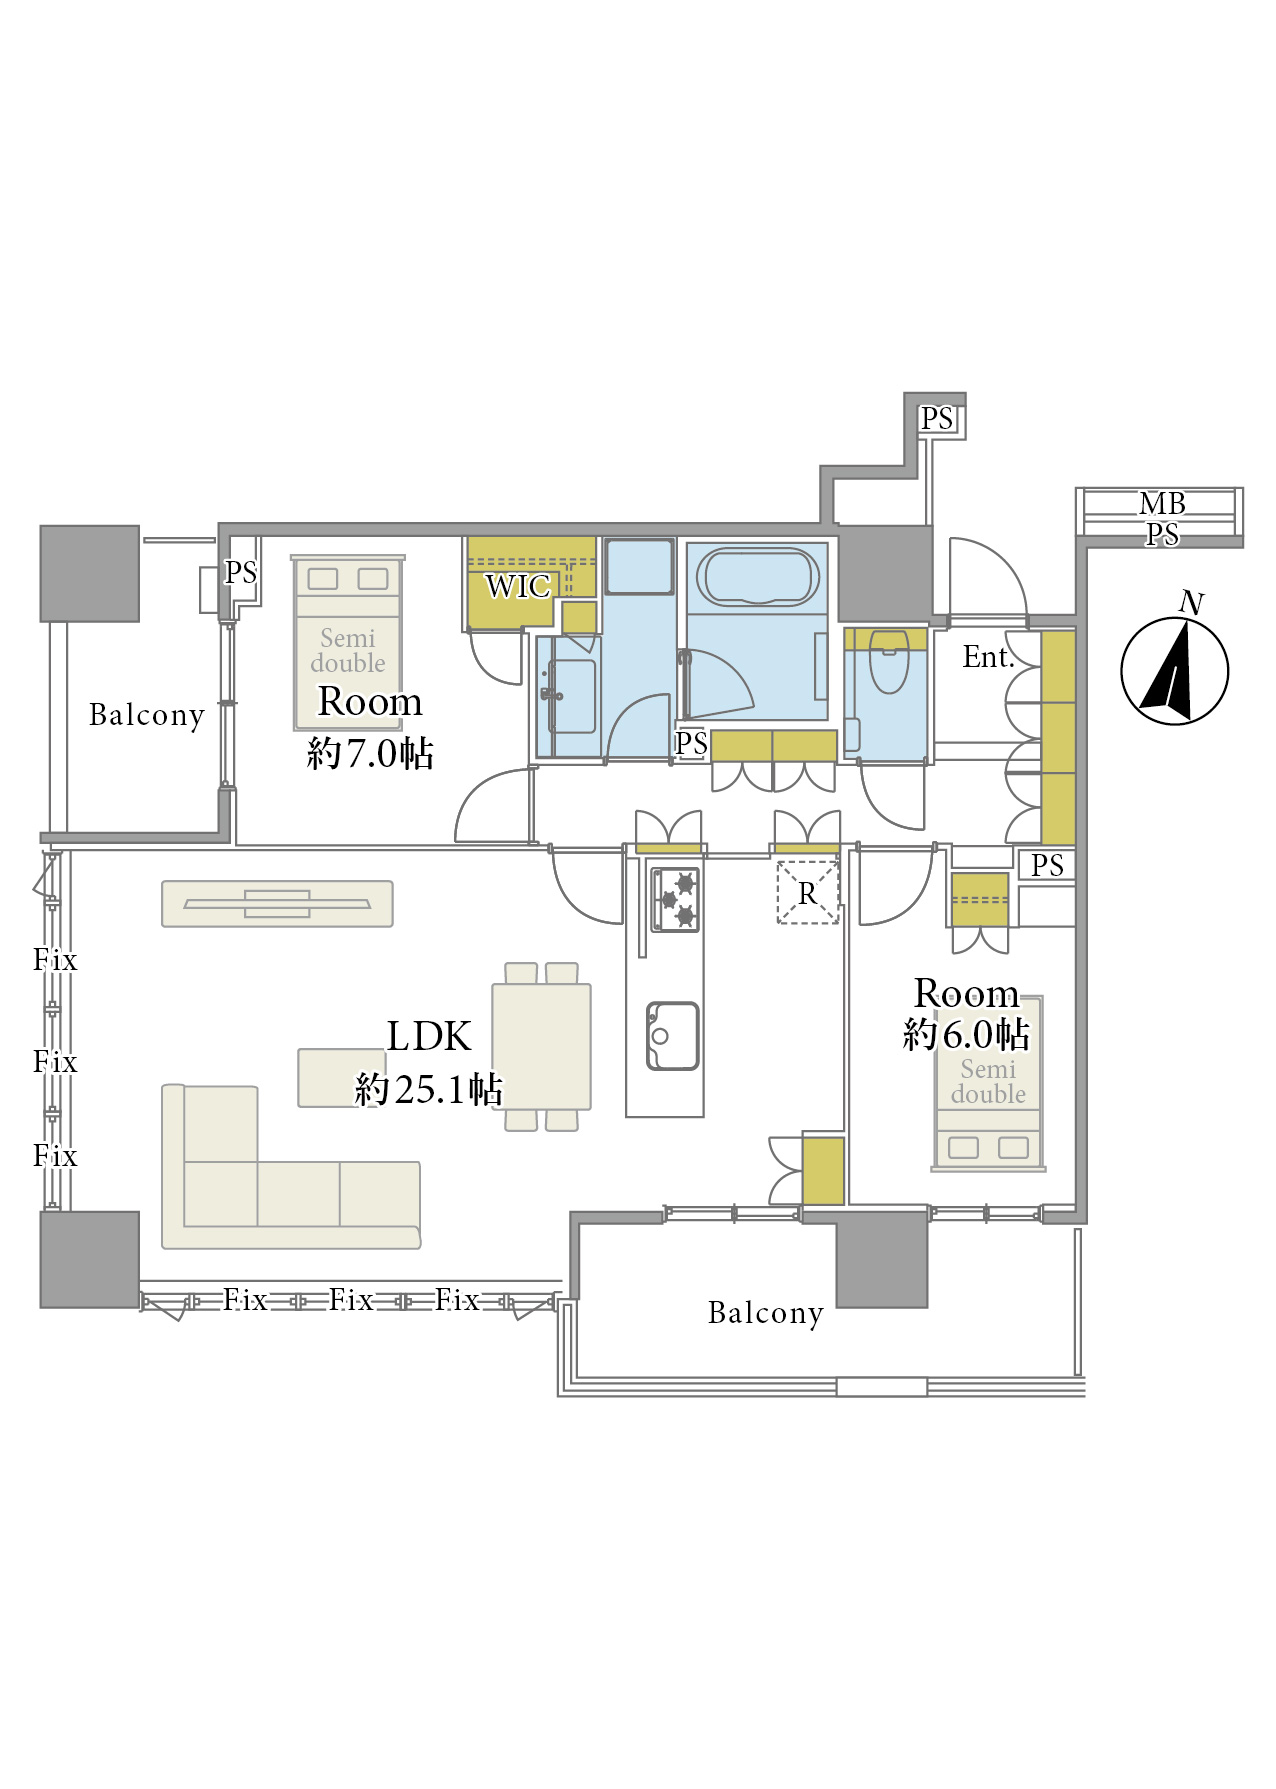 PS
MB
PS
PS
WIC
N
Semi
double
Room
約7.0帖
Balcony
Ent.
PS
PS
R
Fix
Room
約6.0帖
LDK
約25.1帖
Fix
Semi
double
Fix
Fix
Fix
Fix
Balcony